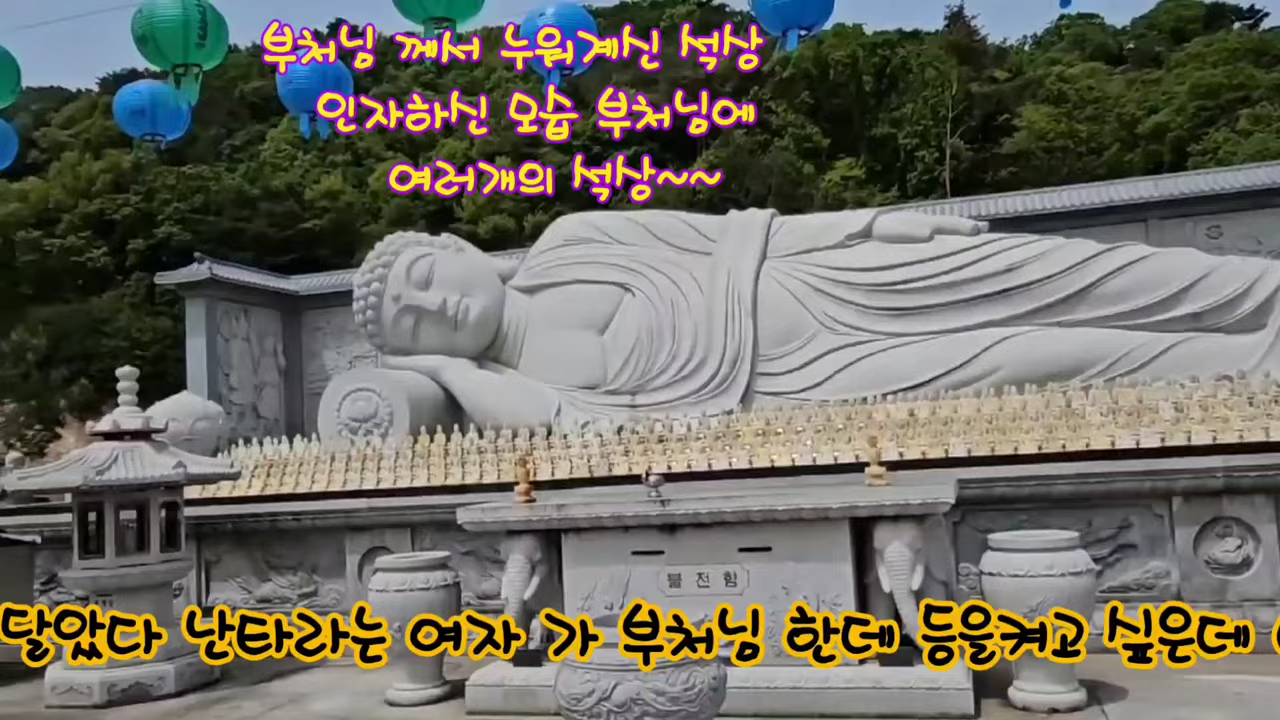 부처님 께서 누워계신 석상
인자하신 모습 부처님에
여러개의 석상~~
불전함
달았다 난타라는 여자 가 부처님 한데 등을켜고 싶은데